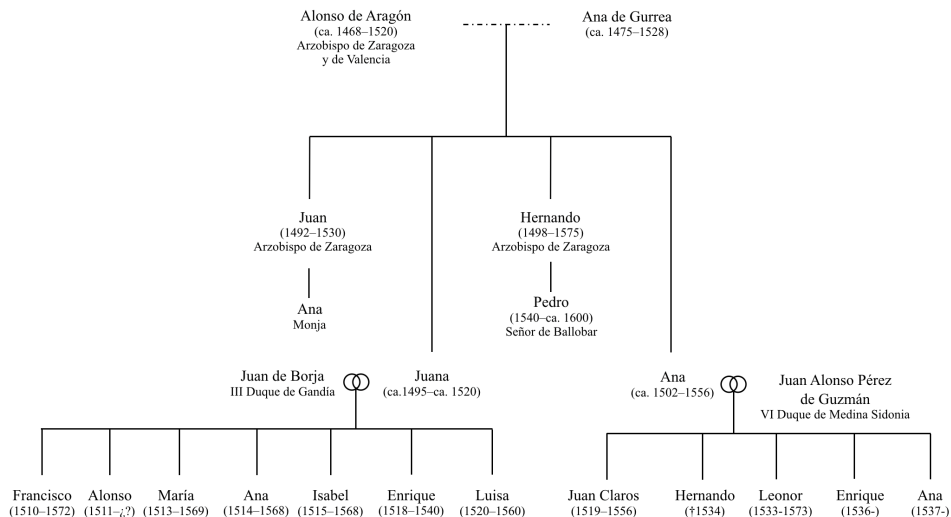 Alonso de Aragón
(ca. 1468–1520)
Arzobispo de Zaragoza
y de Valencia
Ana de Gurrea
(ca. 1475–1528)
Juan
(1492–1530)
Arzobispo de Zaragoza
Hernando
(1498–1575)
Arzobispo de Zaragoza
Ana
Monja
Pedro
(1540–ca. 1600)
Señor de Ballobar
Juan de Borja
III Duque de Gandía
Juana
(ca.1495–ca. 1520)
Ana
(ca. 1502–1556)
Juan Alonso Pérez
de Guzmán
VI Duque de Medina Sidonia
Francisco
(1510–1572)
Alonso
(1511–¿?)
María
(1513–1569)
Ana
(1514–1568)
Isabel
(1515–1568)
Enrique
(1518–1540)
Luisa
(1520–1560)
Juan Claros
(1519–1556)
Hernando
(†1534)
Leonor
(1533-1573)
Enrique
(1536-)
Ana
(1537-)